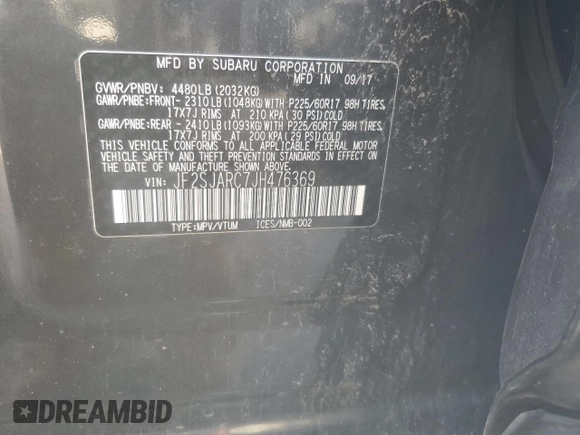 MFD BY SUBARU CORPORATION
MFD IN 09/17
GVWR/PNBV: 4480LB(2032KG)
GAWR/PNBE:FRONT- 2310LB(1048KG)WITH P225/60R17 98H TIRES,
17X7J RIMS AT 210 KPA(30 PSI)COLD
GAWR/PNBE:REAR - 2410LB(1093KG)WITH P225/60R17 98H TIRES,
17X7J RIMS AT 200 KPA(29 PSI)COLD
THIS VEHICLE CONFORMS TO ALL APPLICABLE FEDERAL MOTOR
VEHICLE SAFETY AND THEFT PREVENTION STANDARDS IN EFFECT
ON THE DATE OF MANUFACTURE SHOWN ABOVE.
VIN: JF2SJARC7JH476369
TYPE:MPV/VTUM ICES/NMB-002
DREAMBID